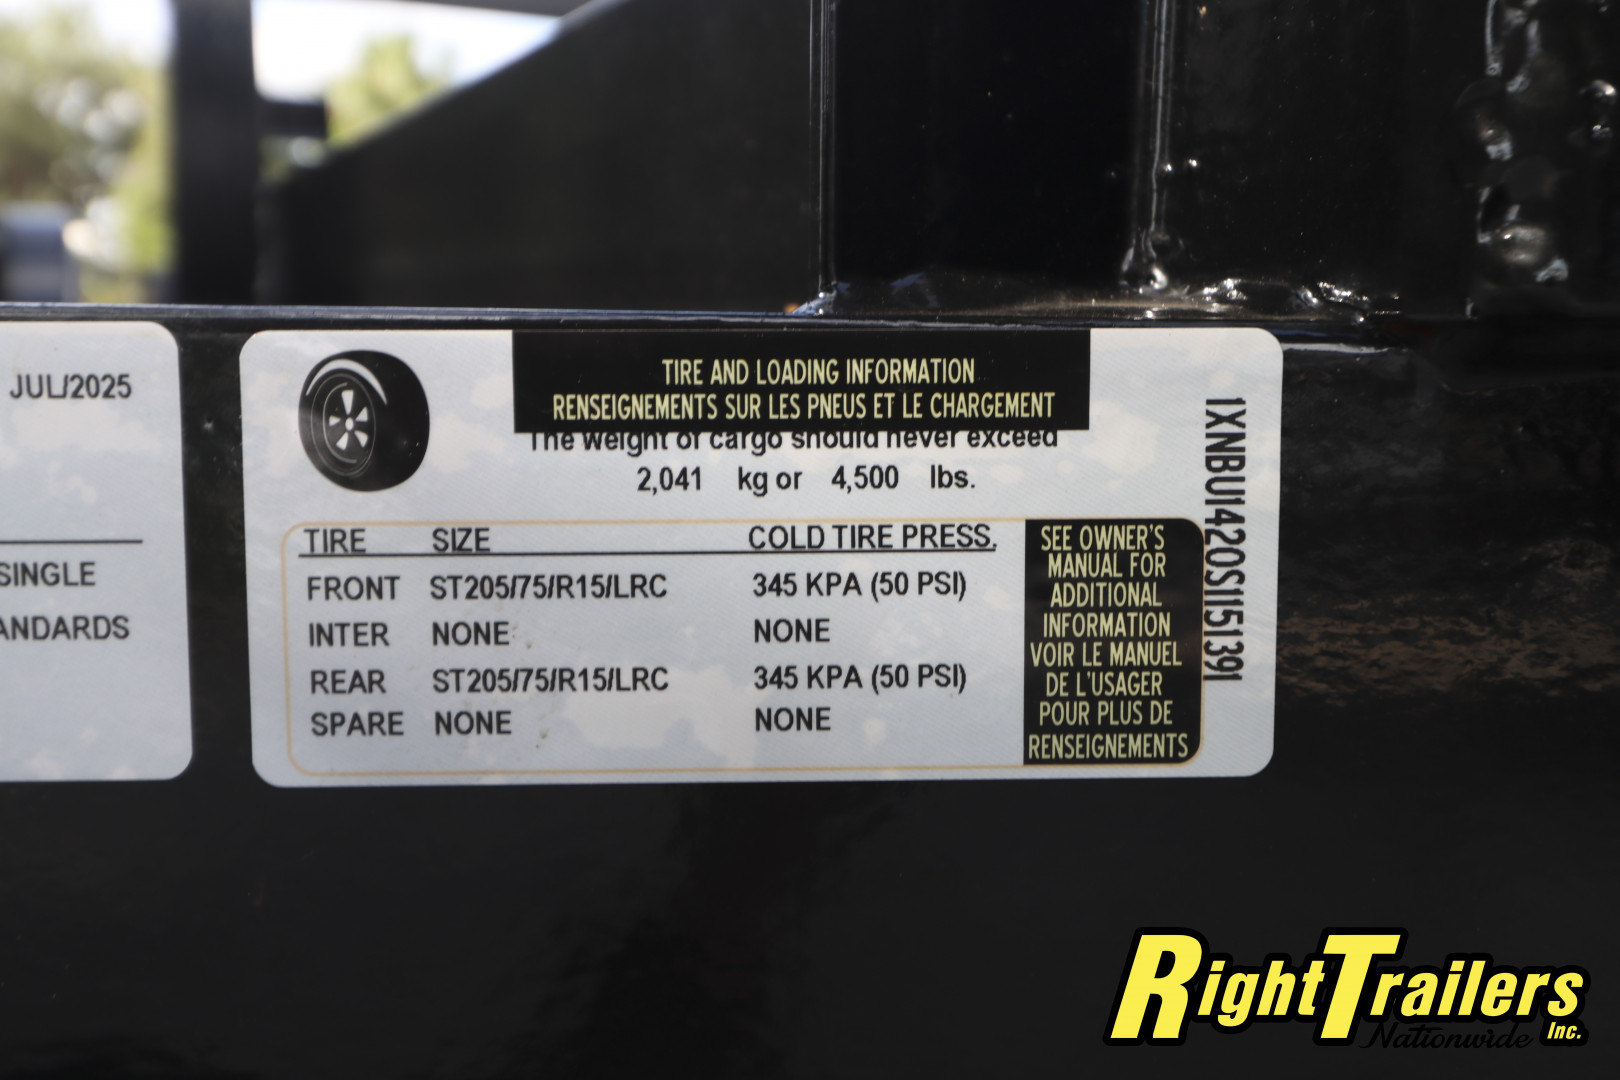 JUL/2025
SINGLE
ANDARDS
TIRE AND LOADING INFORMATION
RENSEIGNEMENTS SUR LES PNEUS ET LE CHARGEMENT
The weight of cargo should never exceed
2,041 kg or 4,500 lbs.
TIRE SIZE COLD TIRE PRESS.
FRONT ST205/75/R15/LRC 345 KPA (50 PSI)
INTER NONE NONE
REAR ST205/75/R15/LRC 345 KPA (50 PSI)
SPARE NONE NONE
SEE OWNER'S
MANUAL FOR
ADDITIONAL
INFORMATION
VOIR LE MANUEL
DE L'USAGER
POUR PLUS DE
RENSEIGNEMENTS
1XNBU1420S1151391
RightTrailers
Nationwide Inc.